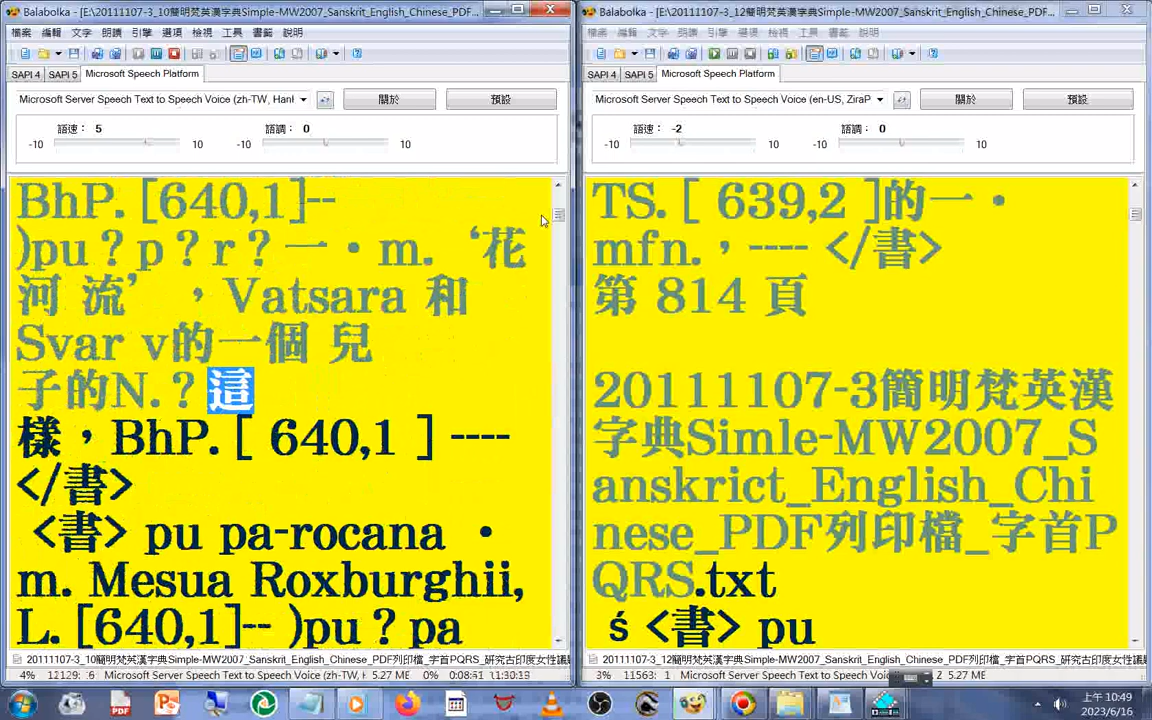 Balabolka - [E:\20111107-3_10簡明梵英漢字典Simple-MW2007_Sanskrit_English_Chinese_PDF...
檔案 編輯 文字 朗讀 引擎 選項 檢視 工具 書籤 說明
SAPI 4 SAPI 5 Microsoft Speech Platform
Microsoft Server Speech Text to Speech Voice (zh-TW, Hanl
關於 預設
語速： 5 語調： 0
-10 10 -10 10
BhP. [640,1]--
)pu？p？r？一‧m.‘花
河 流’，Vatsara 和
Svar v的一個 兒
子的N.？這
樣，BhP. [ 640,1 ] ----
</書>
<書> pu pa-rocana ‧
m. Mesua Roxburghii,
L. [640,1]-- )pu？pa
20111107-3_10簡明梵英漢字典Simple-MW2007_Sanskrit_English_Chinese_PDF列印檔_字首PQRS_研究古印度女性議
4% 12129: :6 Microsoft Server Speech Text to Speech Voice (zh-TW, H 5.27 MB 0% 0:08:51 11:30:13
Balabolka - [E:\20111107-3_12簡明梵英漢字典Simple-MW2007_Sanskrit_English_Chinese_PDF...
檔案 編輯 文字 朗讀 引擎 選項 檢視 工具 書籤 說明
SAPI 4 SAPI 5 Microsoft Speech Platform
Microsoft Server Speech Text to Speech Voice (en-US, ZiraP
關於 預設
語速： -2 語調： 0
-10 10 -10 10
TS. [ 639,2 ]的一‧
mfn.，---- </書>
第 814 頁
20111107-3簡明梵英漢
字典Simle-MW2007_S
anskrict_English_Chi
nese_PDF列印檔_字首P
QRS.txt
ś <書> pu
20111107-3_12簡明梵英漢字典Simple-MW2007_Sanskrit_English_Chinese_PDF列印檔_字首PQRS_研究古印度女性議
3% 11563: 1 Microsoft Server Speech Text to Speech Voice 5.27 MB
上午 10:49
2023/6/16